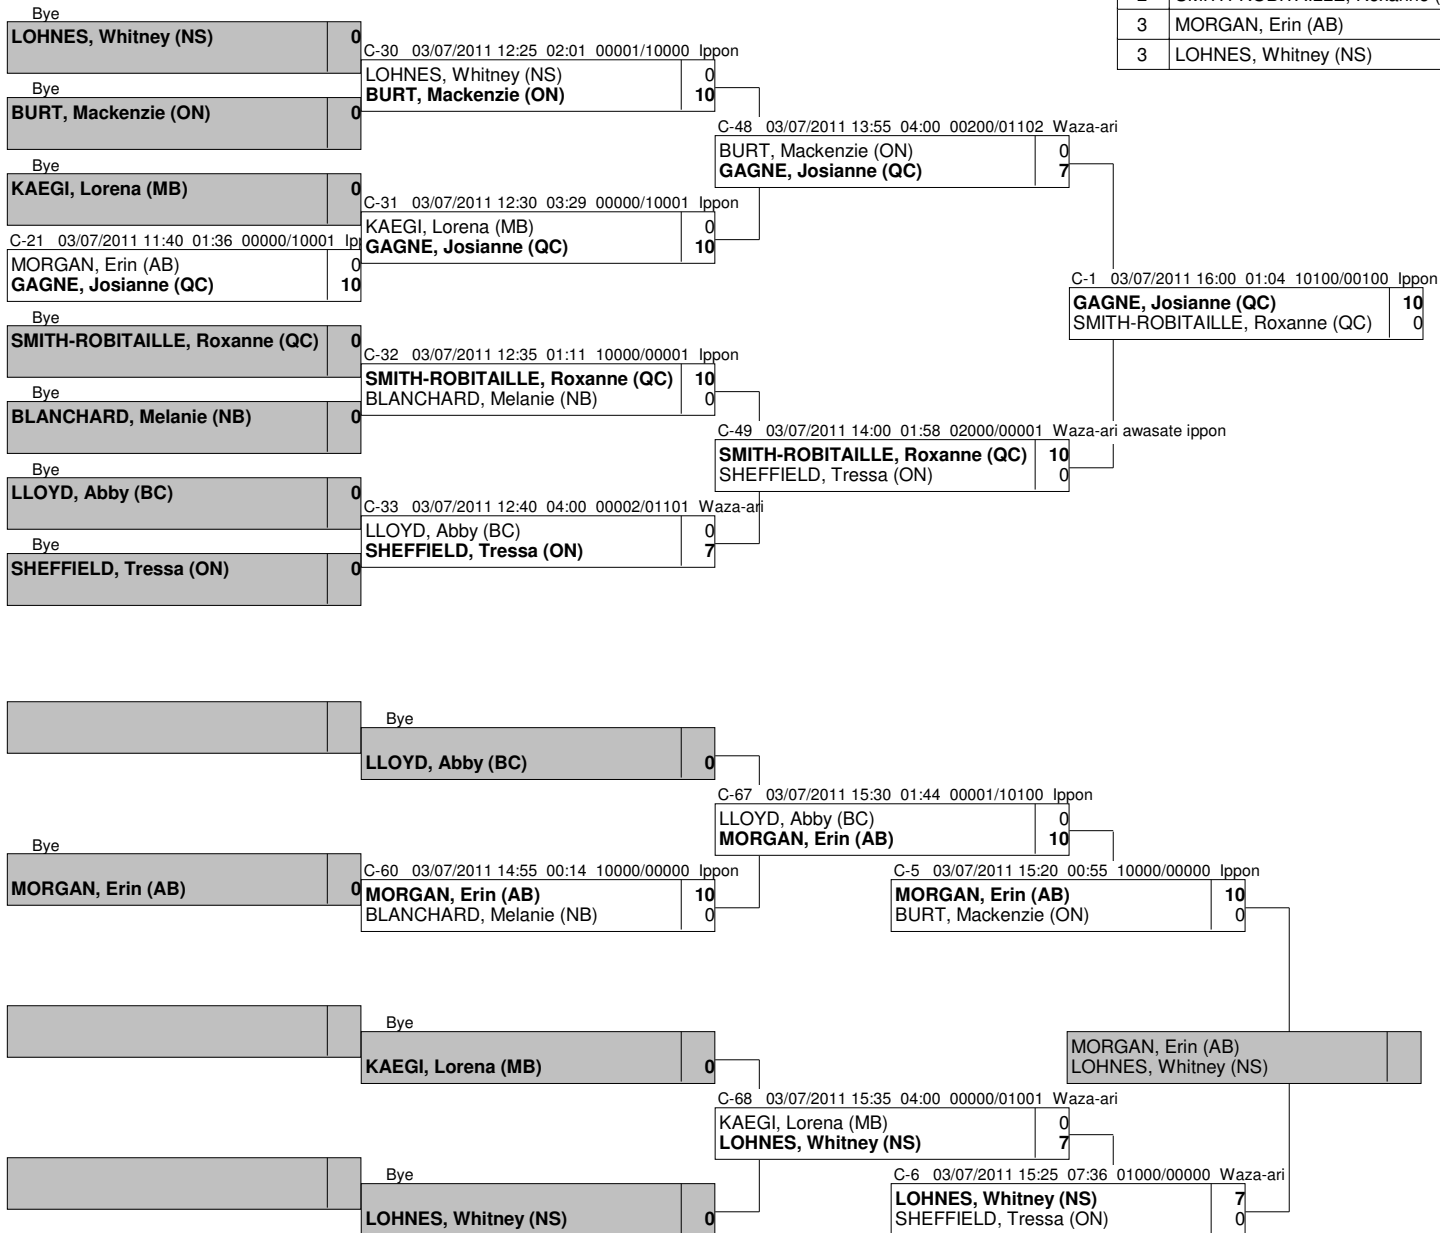 2 SMITH-ROBITAILLE, Roxanne (
3 MORGAN, Erin (AB)
3 LOHNES, Whitney (NS)
Bye
LOHNES, Whitney (NS) 0
Bye
BURT, Mackenzie (ON) 0
Bye
KAEGI, Lorena (MB) 0
C-21 03/07/2011 11:40 01:36 00000/10001 Ip
MORGAN, Erin (AB) 0
GAGNE, Josianne (QC) 10
Bye
SMITH-ROBITAILLE, Roxanne (QC) 0
Bye
BLANCHARD, Melanie (NB) 0
Bye
LLOYD, Abby (BC) 0
Bye
SHEFFIELD, Tressa (ON) 0
C-30 03/07/2011 12:25 02:01 00001/10000 Ippon
LOHNES, Whitney (NS) 0
BURT, Mackenzie (ON) 10
C-31 03/07/2011 12:30 03:29 00000/10001 Ippon
KAEGI, Lorena (MB) 0
GAGNE, Josianne (QC) 10
C-32 03/07/2011 12:35 01:11 10000/00001 Ippon
SMITH-ROBITAILLE, Roxanne (QC) 10
BLANCHARD, Melanie (NB) 0
C-33 03/07/2011 12:40 04:00 00002/01101 Waza-ari
LLOYD, Abby (BC) 0
SHEFFIELD, Tressa (ON) 7
C-48 03/07/2011 13:55 04:00 00200/01102 Waza-ari
BURT, Mackenzie (ON) 0
GAGNE, Josianne (QC) 7
C-49 03/07/2011 14:00 01:58 02000/00001 Waza-ari awasate ippon
SMITH-ROBITAILLE, Roxanne (QC) 10
SHEFFIELD, Tressa (ON) 0
C-1 03/07/2011 16:00 01:04 10100/00100 Ippon
GAGNE, Josianne (QC) 10
SMITH-ROBITAILLE, Roxanne (QC) 0
Bye
LLOYD, Abby (BC) 0
Bye
MORGAN, Erin (AB) 0
C-60 03/07/2011 14:55 00:14 10000/00000 Ippon
MORGAN, Erin (AB) 10
BLANCHARD, Melanie (NB) 0
C-67 03/07/2011 15:30 01:44 00001/10100 Ippon
LLOYD, Abby (BC) 0
MORGAN, Erin (AB) 10
C-5 03/07/2011 15:20 00:55 10000/00000 Ippon
MORGAN, Erin (AB) 10
BURT, Mackenzie (ON) 0
Bye
KAEGI, Lorena (MB) 0
Bye
LOHNES, Whitney (NS) 0
C-68 03/07/2011 15:35 04:00 00000/01001 Waza-ari
KAEGI, Lorena (MB) 0
LOHNES, Whitney (NS) 7
C-6 03/07/2011 15:25 07:36 01000/00000 Waza-ari
LOHNES, Whitney (NS) 7
SHEFFIELD, Tressa (ON) 0
MORGAN, Erin (AB)
LOHNES, Whitney (NS)